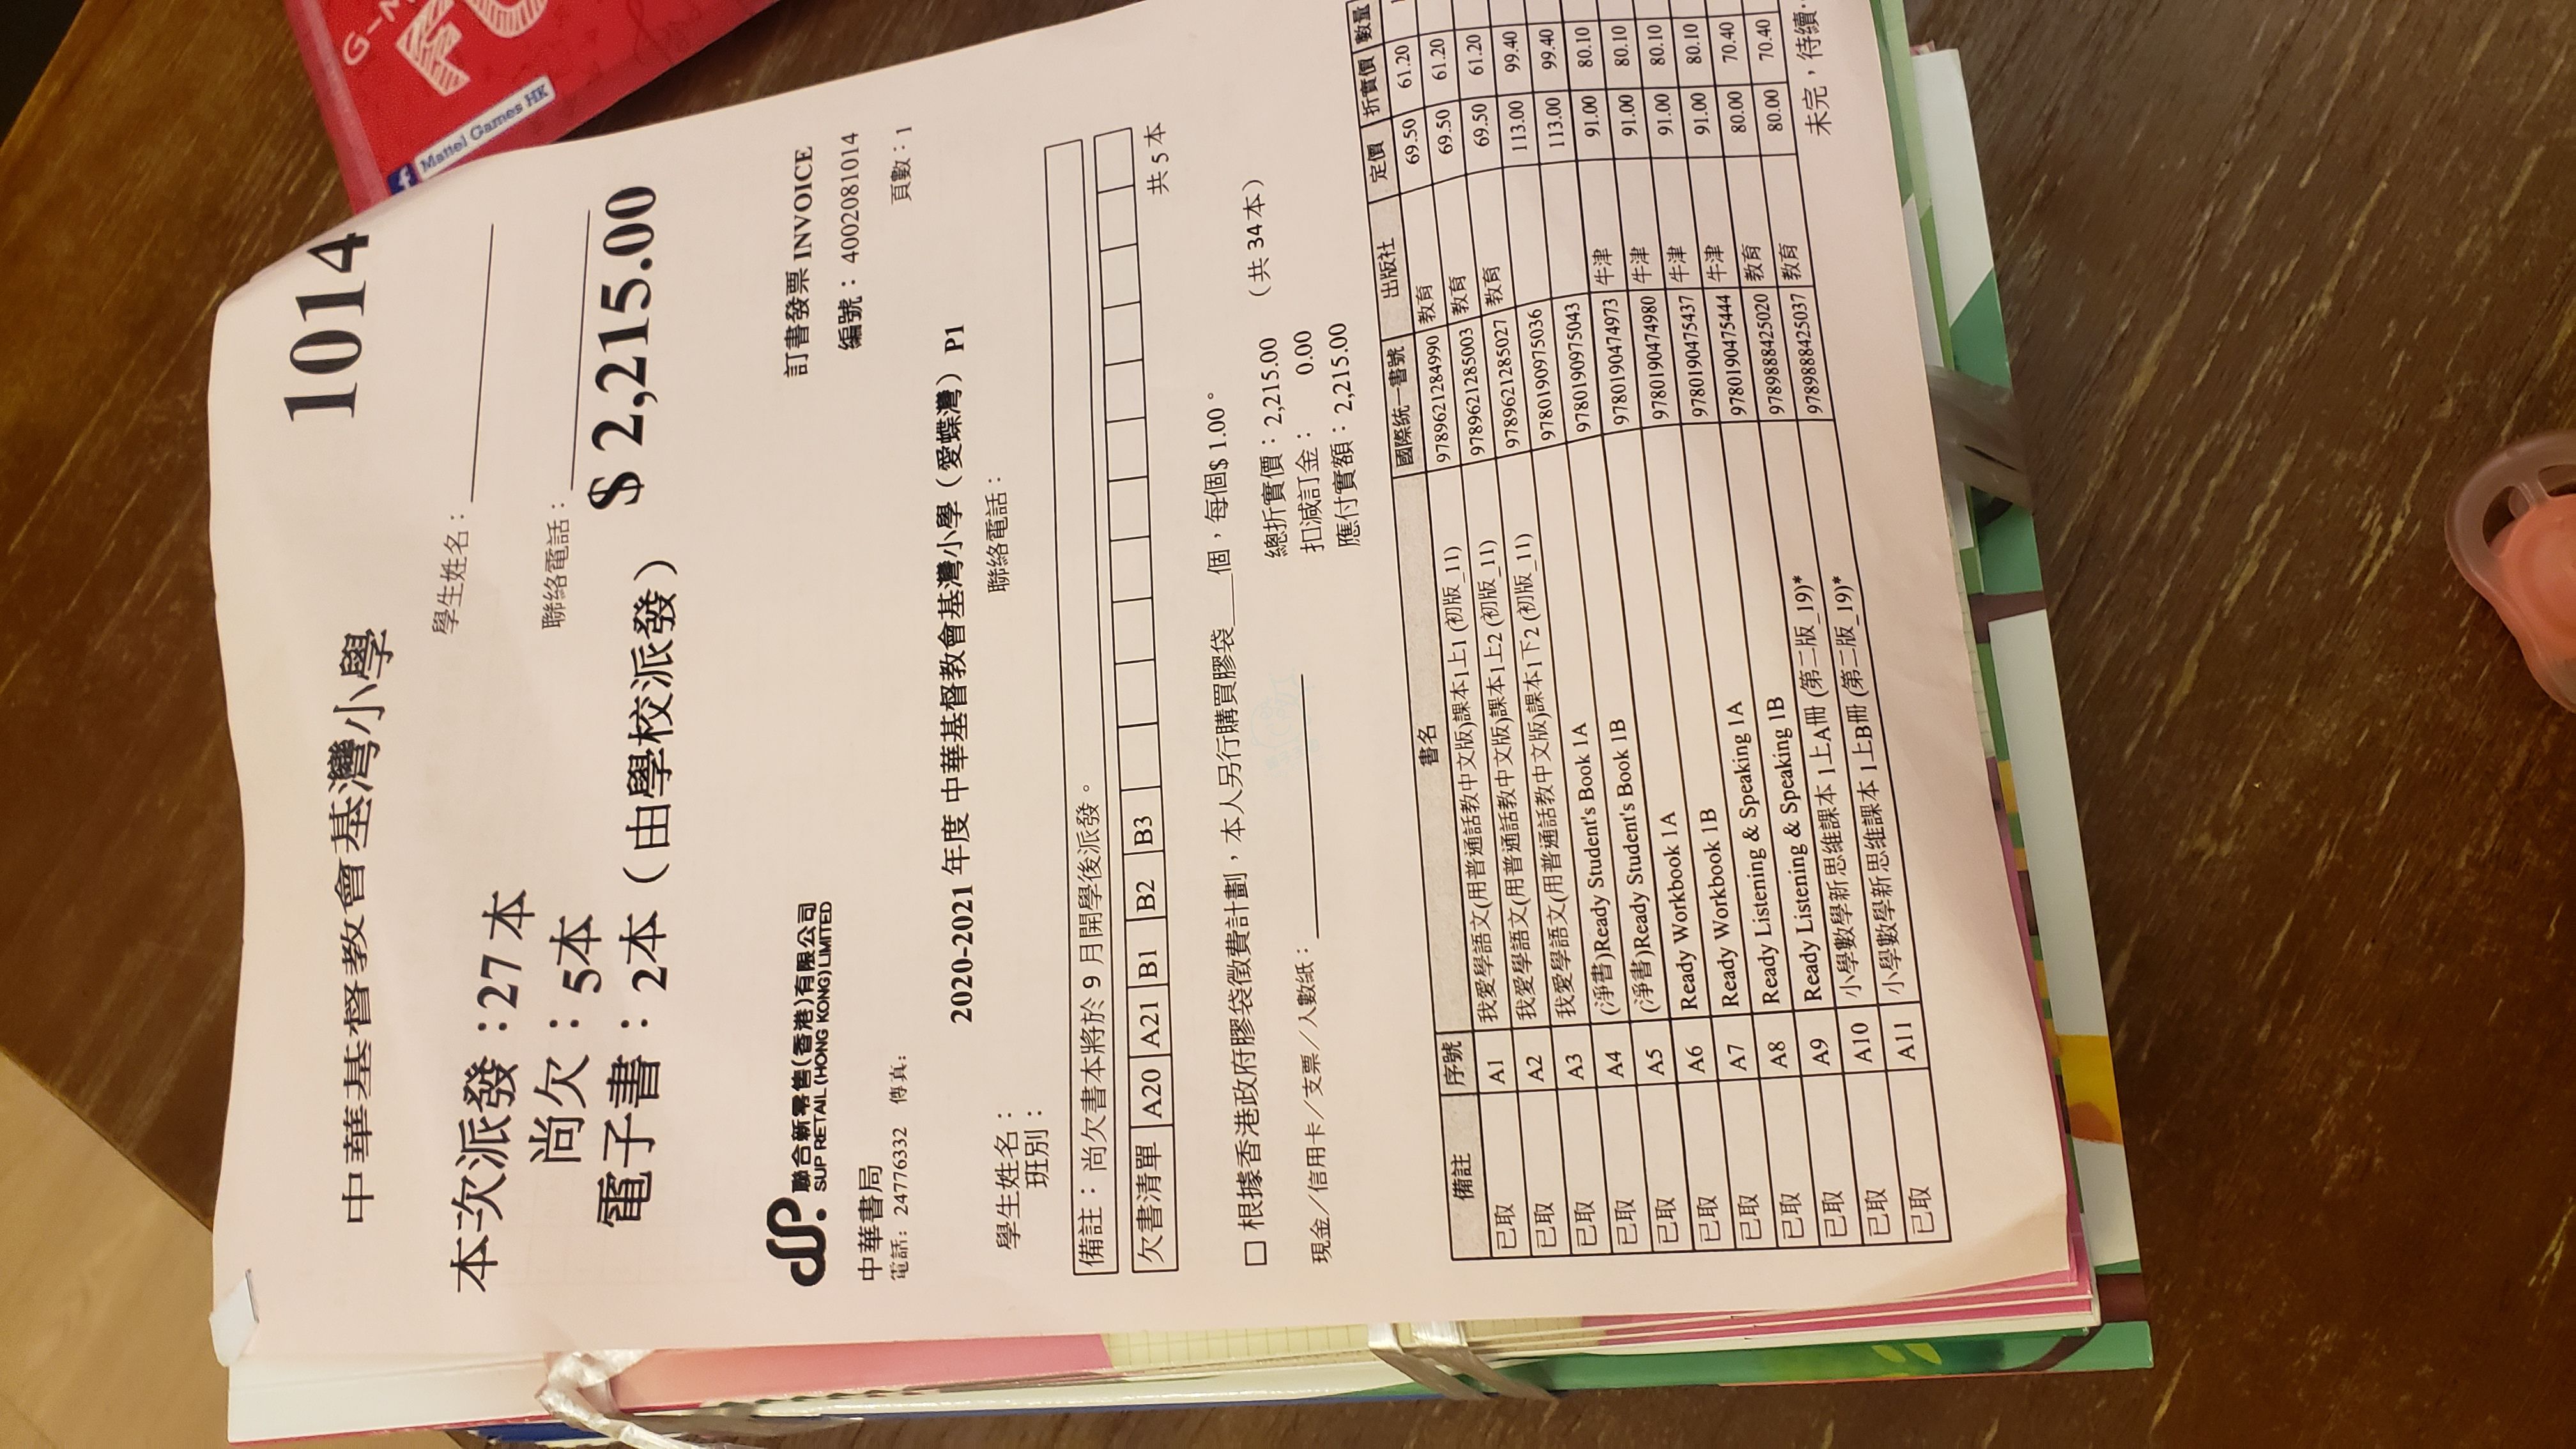 G-M
Mattel Games HK
中華基督教會基灣小學 1014
學生姓名：
本次派發：27 本
尚欠：5本 聯絡電話：
電子書：2本（由學校派發） $ 2,215.00
SUP 聯合新零售(香港)有限公司
SUP RETAIL (HONG KONG) LIMITED
訂書發票 INVOICE
中華書局 編號：4002081014
電話：24776332 傳真：
頁數：1
2020-2021 年度 中華基督教會基灣小學（愛蝶灣）P1
學生姓名： 聯絡電話：
班別：
備註： 尚欠書本將於 9 月開學後派發。
欠書清單 A20 A21 B1 B2 B3
共 5 本
□ 根據香港政府膠袋徵費計劃，本人另行購買膠袋___個，每個$ 1.00。
總折實價：2,215.00 （共 34 本）
現金／信用卡／支票／入數紙： 扣減訂金： 0.00
應付實額：2,215.00
備註 序號 書名 國際統一書號 出版社 定價 折實價 數量
已取 A1 我愛學語文(用普通話教中文版)課本1上1 (初版_11) 9789621284990 教育 69.50 61.20
已取 A2 我愛學語文(用普通話教中文版)課本1上2 (初版_11) 9789621285003 教育 69.50 61.20
已取 A3 我愛學語文(用普通話教中文版)課本1下2 (初版_11) 9789621285027 教育 69.50 61.20
已取 A4 (淨書)Ready Student's Book 1A 9780190975036 113.00 99.40
已取 A5 (淨書)Ready Student's Book 1B 9780190975043 113.00 99.40
已取 A6 Ready Workbook 1A 9780190474973 牛津 91.00 80.10
已取 A7 Ready Workbook 1B 9780190474980 牛津 91.00 80.10
已取 A8 Ready Listening & Speaking 1A 9780190475437 牛津 91.00 80.10
已取 A9 Ready Listening & Speaking 1B 9780190475444 牛津 91.00 80.10
已取 A10 小學數學新思維課本 1上A冊 (第二版_19)* 9789888425020 教育 80.00 70.40
已取 A11 小學數學新思維課本 1上B冊 (第二版_19)* 9789888425037 教育 80.00 70.40
未完，待續..